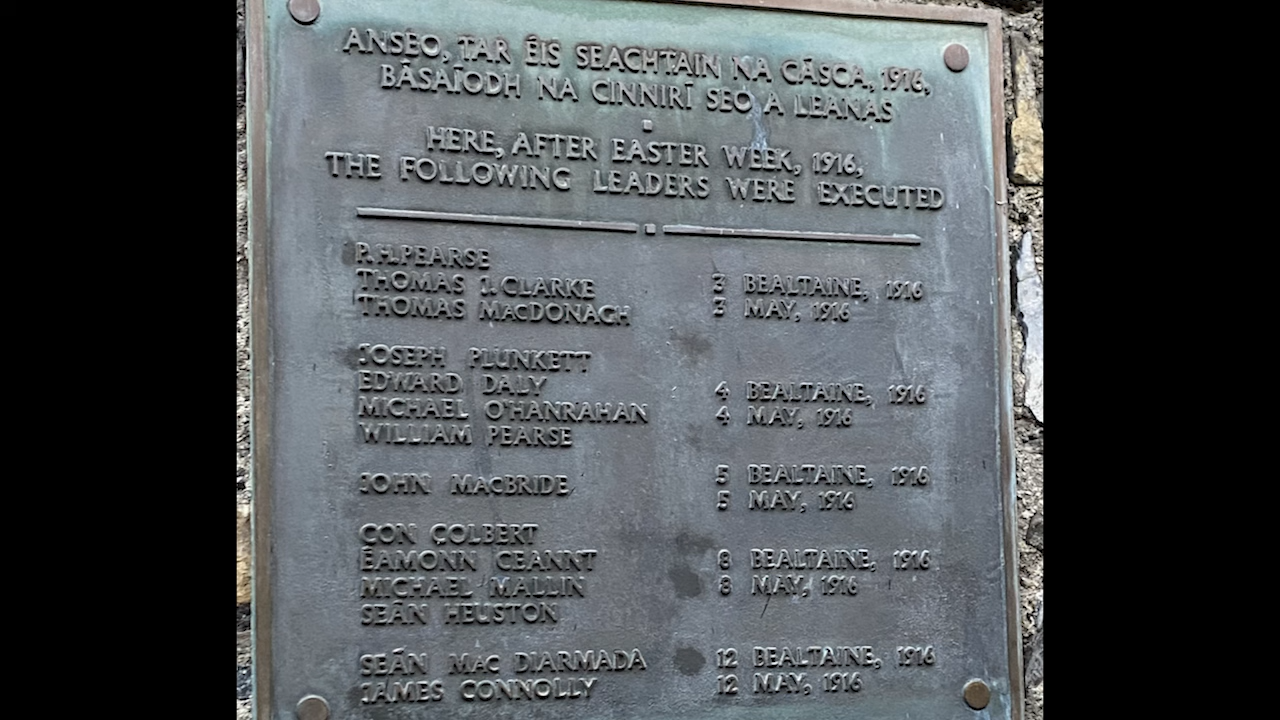 ANSEO, TAR ÉIS SEACHTAIN NA CÁSCA, 1916,
BÁSAÍODH NA CINNIRÍ SEO A LEANAS
HERE, AFTER EASTER WEEK, 1916,
THE FOLLOWING LEADERS WERE EXECUTED
P.H. PEARSE
THOMAS J. CLARKE 3 BEALTAINE, 1916
THOMAS MACDONAGH 3 MAY, 1916
JOSEPH PLUNKETT
EDWARD DALY 4 BEALTAINE, 1916
MICHAEL O'HANRAHAN 4 MAY, 1916
WILLIAM PEARSE
JOHN MACBRIDE 5 BEALTAINE, 1916
5 MAY, 1916
CON COLBERT
ÉAMONN CEANNT 8 BEALTAINE, 1916
MICHAEL MALLIN 8 MAY, 1916
SEÁN HEUSTON
SEÁN MAC DIARMADA 12 BEALTAINE, 1916
JAMES CONNOLLY 12 MAY, 1916